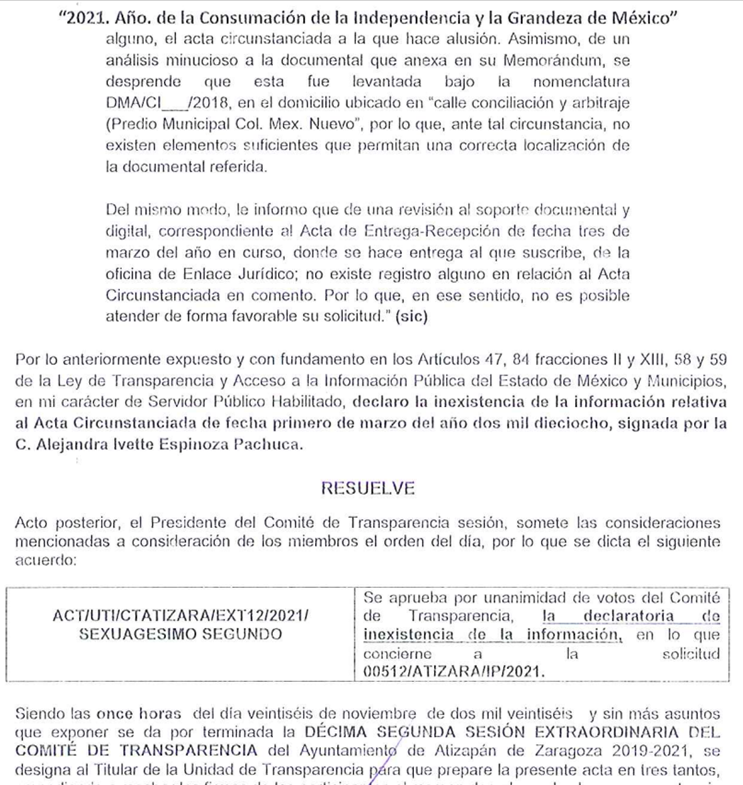 “2021. Año. de la Consumación de la Independencia y la Grandeza de México”
alguno, el acta circunstanciada a la que hace alusión. Asimismo, de un
análisis minucioso a la documental que anexa en su Memorándum, se
desprende que esta fue levantada bajo la nomenclatura
DMA/CI___/2018, en el domicilio ubicado en “calle conciliación y arbitraje
(Predio Municipal Col. Mex. Nuevo”, por lo que, ante tal circunstancia, no
existen elementos suficientes que permitan una correcta localización de
la documental referida.
Del mismo modo, le informo que de una revisión al soporte documental y
digital, correspondiente al Acta de Entrega-Recepción de fecha tres de
marzo del año en curso, donde se hace entrega al que suscribe, de la
oficina de Enlace Jurídico; no existe registro alguno en relación al Acta
Circunstanciada en comento. Por lo que, en ese sentido, no es posible
atender de forma favorable su solicitud.” (sic)
Por lo anteriormente expuesto y con fundamento en los Artículos 47, 84 fracciones II y XIII, 58 y 59
de la Ley de Transparencia y Acceso a la Información Pública del Estado de México y Municipios,
en mi carácter de Servidor Público Habilitado, declaro la inexistencia de la información relativa
al Acta Circunstanciada de fecha primero de marzo del año dos mil dieciocho, signada por la
C. Alejandra Ivette Espinoza Pachuca.
RESUELVE
Acto posterior, el Presidente del Comité de Transparencia sesión, somete las consideraciones
mencionadas a consideración de los miembros el orden del día, por lo que se dicta el siguiente
acuerdo:
ACT/UTI/CTATIZARA/EXT12/2021/
SEXUAGESIMO SEGUNDO
Se aprueba por unanimidad de votos del Comité
de Transparencia, la declaratoria de
inexistencia de la información, en lo que
concierne a la solicitud
00512/ATIZARA/IP/2021.
Siendo las once horas del día veintiséis de noviembre de dos mil veintiséis y sin más asuntos
que exponer se da por terminada la DÉCIMA SEGUNDA SESIÓN EXTRAORDINARIA DEL
COMITÉ DE TRANSPARENCIA del Ayuntamiento de Atizapán de Zaragoza 2019-2021, se
designa al Titular de la Unidad de Transparencia para que prepare la presente acta en tres tantos,